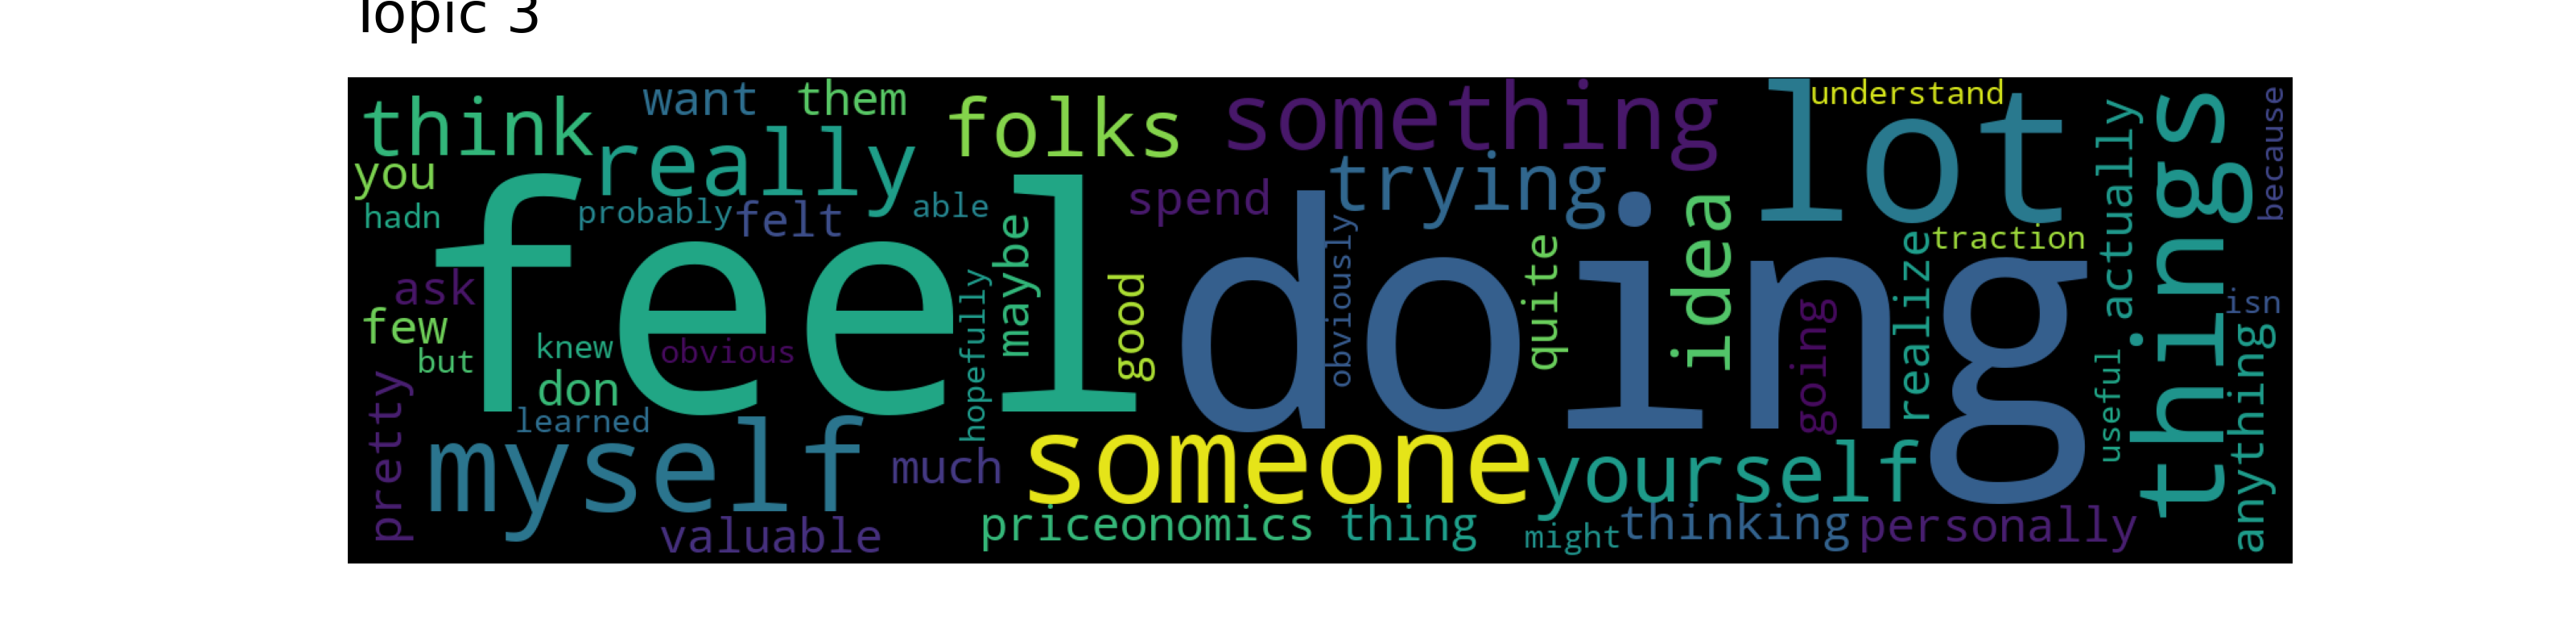 Topic 3
think
want
them
folks
something
lot
understand
you
really
spend
trying
actually
things
because
hadn
probably
felt
able
feel
doing
maybe
obviously
quite
idea
realize
traction
ask
few
but
knew
obvious
don
learned
hopefully
good
going
useful
isn
anything
pretty
myself
much
someone
yourself
valuable
priceonomics
thing
might
thinking
personally